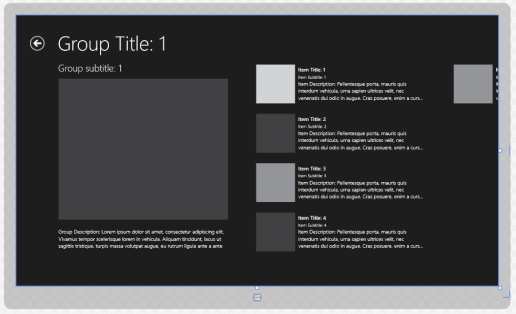 Group Title: 1
Group subtitle: 1
Group Description: Lorem ipsum dolor sit amet, consectetur adipiscing elit.
Vivamus tempor scelerisque lorem in vehicula. Aliquam tincidunt, lacus ut
sagittis tristique, turpis massa volutpat augue, eu rutrum ligula ante a ante
Item Title: 1
Item Subtitle: 1
Item Description: Pellentesque porta, mauris quis
interdum vehicula, urna sapien ultrices velit, nec
venenatis dui odio in augue. Cras posuere, enim a curs...
Item Title: 2
Item Subtitle: 2
Item Description: Pellentesque porta, mauris quis
interdum vehicula, urna sapien ultrices velit, nec
venenatis dui odio in augue. Cras posuere, enim a curs...
Item Title: 3
Item Subtitle: 3
Item Description: Pellentesque porta, mauris quis
interdum vehicula, urna sapien ultrices velit, nec
venenatis dui odio in augue. Cras posuere, enim a curs...
Item Title: 4
Item Subtitle: 4
Item Description: Pellentesque porta, mauris quis
interdum vehicula, urna sapien ultrices velit, nec
venenatis dui odio in augue. Cras posuere, enim a curs...